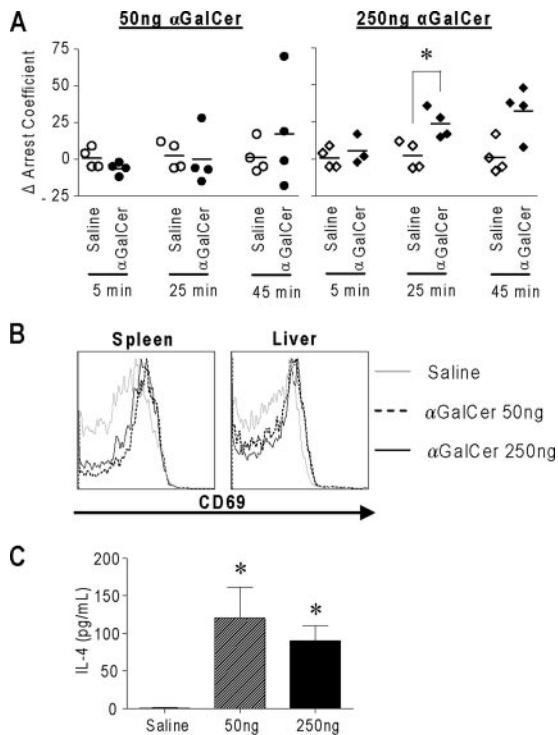 A
50ng αGalCer
250ng αGalCer
Δ Arrest Coefficient
75
50
25
0
- 25
*
Saline
αGalCer
Saline
αGalCer
Saline
αGalCer
Saline
αGalCer
Saline
αGalCer
Saline
αGalCer
5 min
25 min
45 min
5 min
25 min
45 min
B
Spleen
Liver
Saline
αGalCer 50ng
αGalCer 250ng
CD69
C
IL-4 (pg/mL)
200
150
100
50
0
*
*
Saline
50ng
250ng